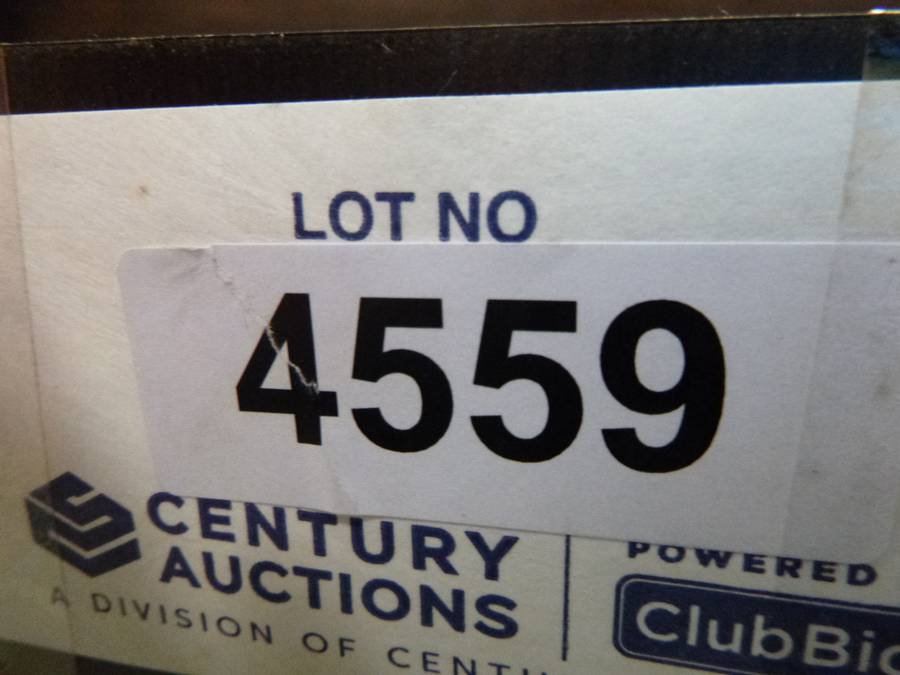 LOT NO
4559
CENTURY
AUCTIONS
A DIVISION OF
POWERED